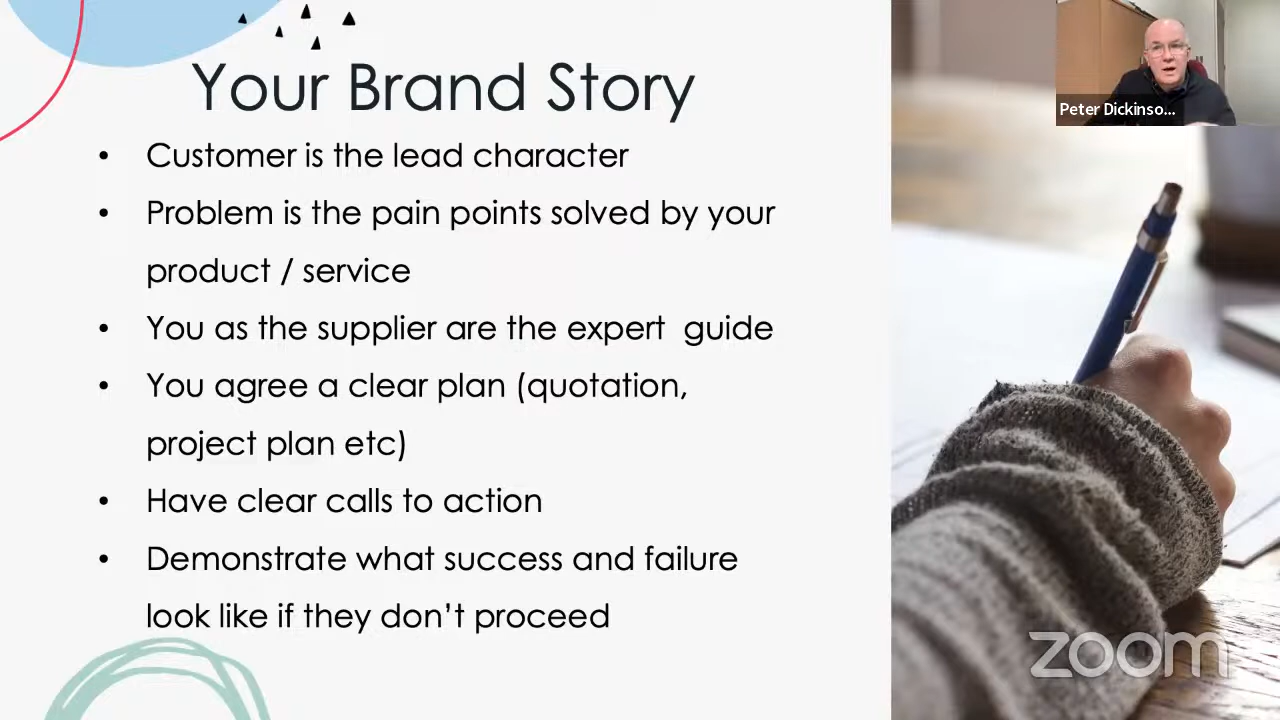 Your Brand Story
• Customer is the lead character
• Problem is the pain points solved by your
product / service
• You as the supplier are the expert  guide
• You agree a clear plan (quotation,
project plan etc)
• Have clear calls to action
• Demonstrate what success and failure
look like if they don’t proceed
Peter Dickinso...
zoom